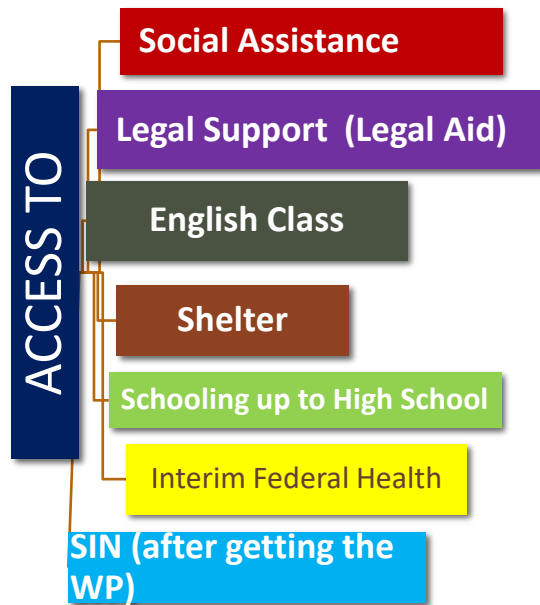 ACCESS TO
Social Assistance
Legal Support (Legal Aid)
English Class
Shelter
Schooling up to High School
Interim Federal Health
SIN (after getting the
WP)